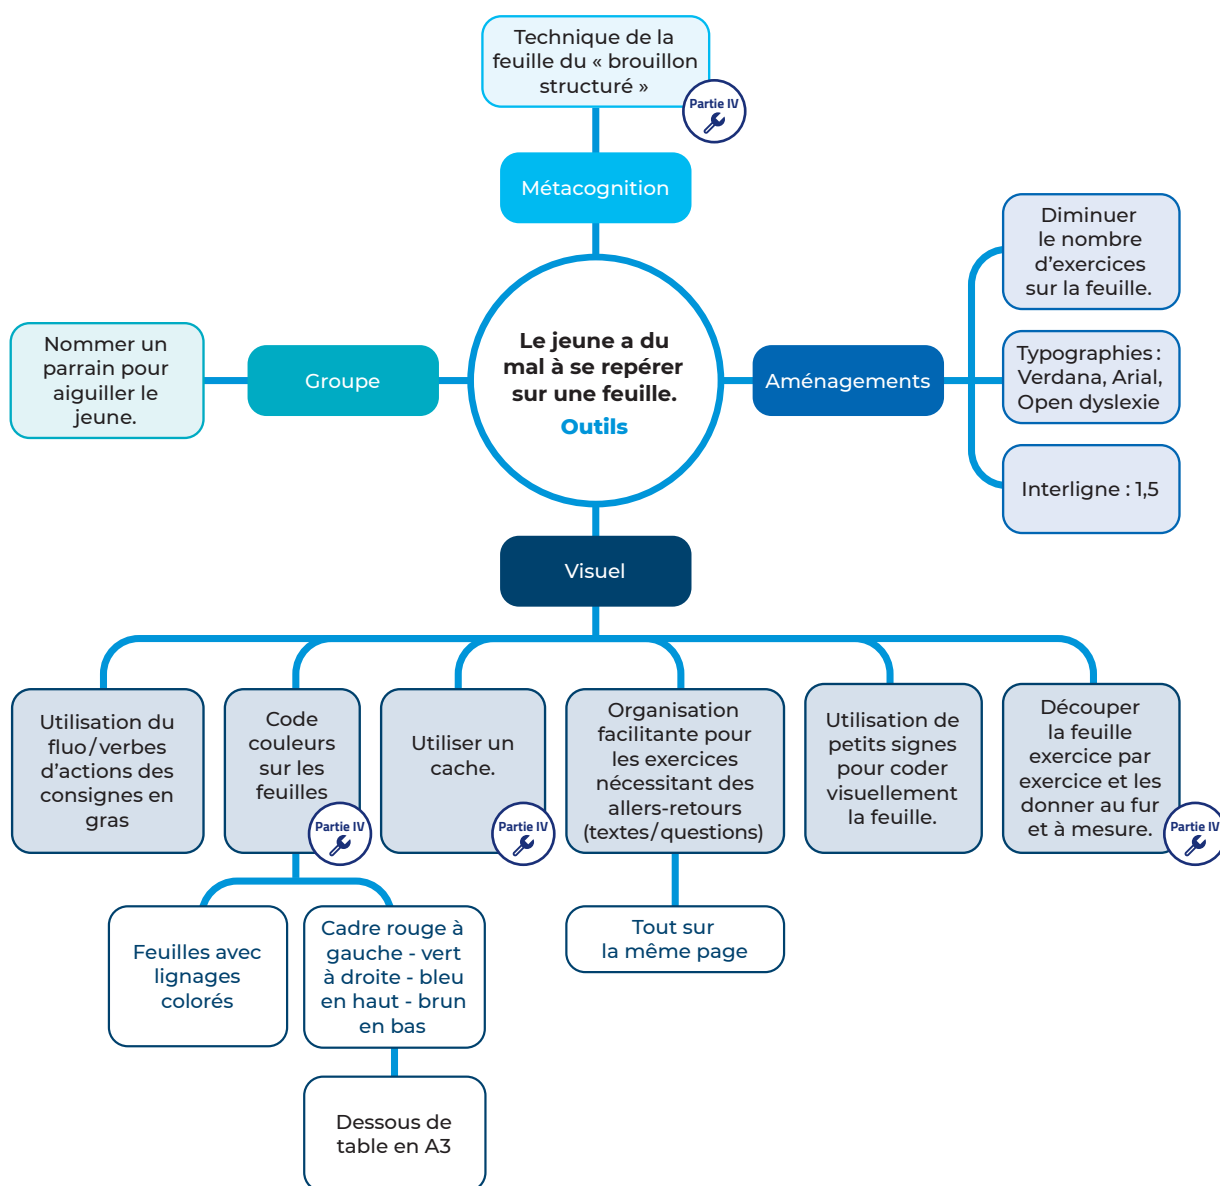 Technique de la
feuille du « brouillon
structuré »
Partie IV
Métacognition
Le jeune a du
mal à se repérer
sur une feuille.
Outils
Groupe
Nommer un
parrain pour
aiguiller le
jeune.
Aménagements
Diminuer
le nombre
d’exercices
sur la feuille.
Typographies :
Verdana, Arial,
Open dyslexie
Interligne : 1,5
Visuel
Utilisation du
fluo / verbes
d’actions des
consignes en
gras
Code
couleurs
sur les
feuilles
Partie IV
Utiliser un
cache.
Partie IV
Organisation
facilitante pour
les exercices
nécessitant des
allers-retours
(textes / questions)
Utilisation de
petits signes
pour coder
visuellement
la feuille.
Découper
la feuille
exercice par
exercice et les
donner au fur
et à mesure.
Partie IV
Feuilles avec
lignages
colorés
Cadre rouge à
gauche - vert
à droite - bleu
en haut - brun
en bas
Tout sur
la même page
Dessous de
table en A3